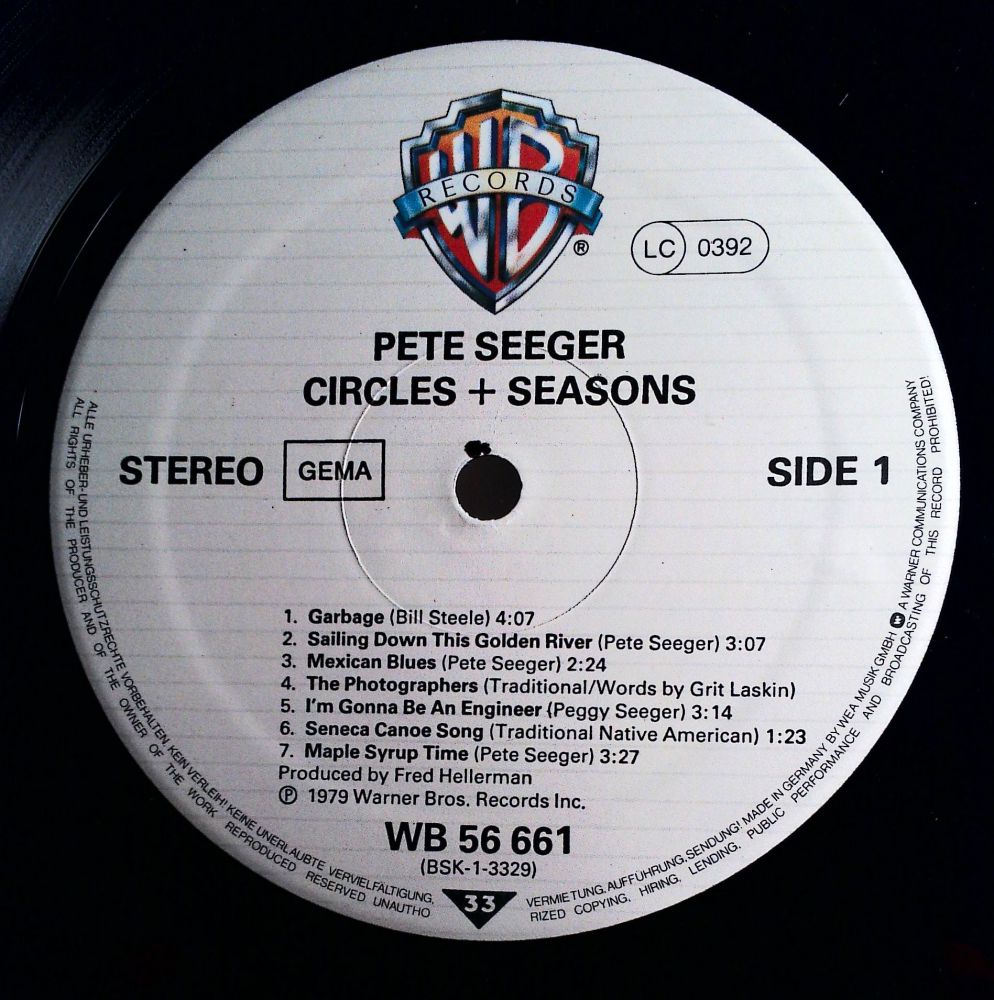 WB
RECORDS
®
LC 0392
PETE SEEGER
CIRCLES + SEASONS
STEREO GEMA SIDE 1
1. Garbage (Bill Steele) 4:07
2. Sailing Down This Golden River (Pete Seeger) 3:07
3. Mexican Blues (Pete Seeger) 2:24
4. The Photographers (Traditional/Words by Grit Laskin)
5. I'm Gonna Be An Engineer (Peggy Seeger) 3:14
6. Seneca Canoe Song (Traditional Native American) 1:23
7. Maple Syrup Time (Pete Seeger) 3:27
Produced by Fred Hellerman
℗ 1979 Warner Bros. Records Inc.
WB 56 661
(BSK-1-3329)
33
ALLE URHEBER- UND LEISTUNGSSCHUTZRECHTE VORBEHALTEN, KEIN VERLEIH! KEINE UNERLAUBTE VERVIELFÄLTIGUNG, VERMIETUNG, AUFFÜHRUNG, SENDUNG! MADE IN GERMANY BY WEA MUSIK GMBH A WARNER COMMUNICATIONS COMPANY
ALL RIGHTS OF THE PRODUCER AND OF THE OWNER OF THE WORK REPRODUCED RESERVED UNAUTHORIZED COPYING, HIRING, LENDING, PUBLIC PERFORMANCE AND BROADCASTING OF THIS RECORD PROHIBITED!